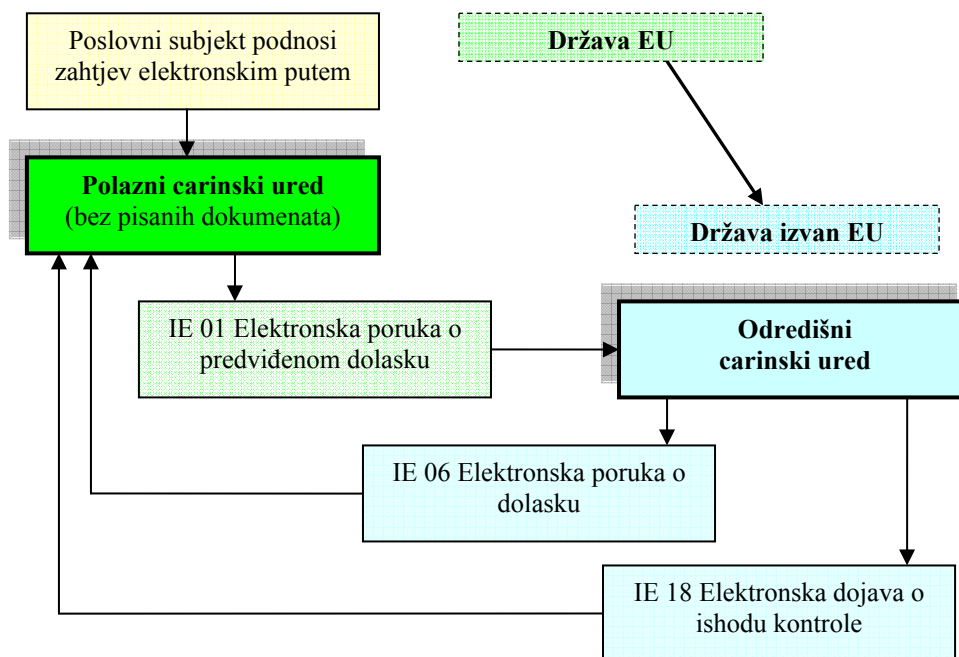 Poslovni subjekt podnosi
zahtjev elektronskim putem
Država EU
Polazni carinski ured
(bez pisanih dokumenata)
Država izvan EU
IE 01 Elektronska poruka o
predviđenom dolasku
Odredišni
carinski ured
IE 06 Elektronska poruka o
dolasku
IE 18 Elektronska dojava o
ishodu kontrole